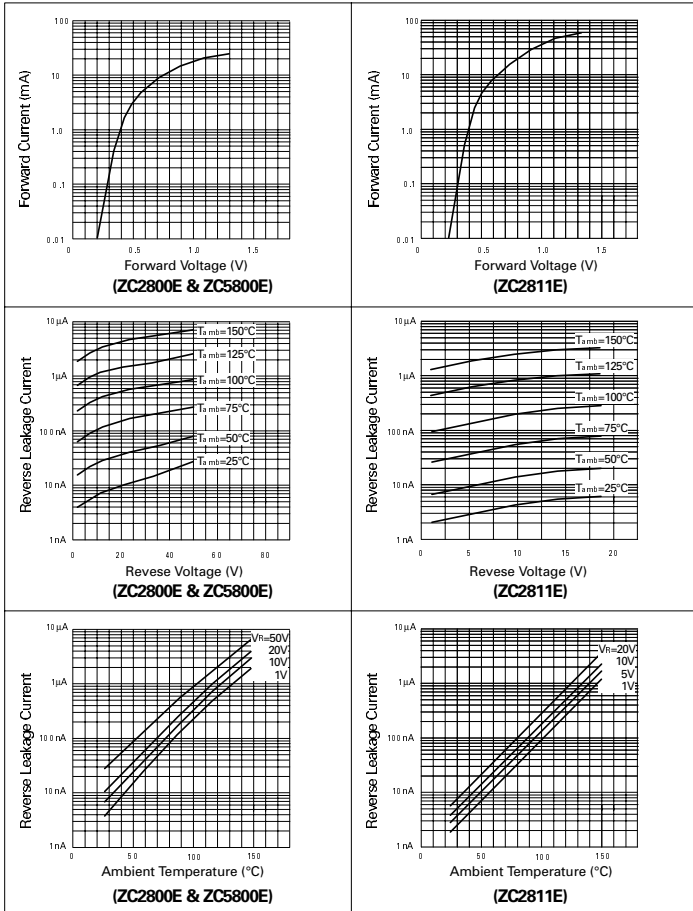 100
10
1.0
0.1
0.01
Forward Current (mA)
0.5
1.0
1.5
Forward Voltage (V)
(ZC2800E & ZC5800E)
100
10
1.0
0.1
0.01
Forward Current (mA)
0.5
1.0
1.5
Forward Voltage (V)
(ZC2811E)
10µA
1µA
100nA
10nA
1nA
Reverse Leakage Current
Tamb=150°C
Tamb=125°C
Tamb=100°C
Tamb=75°C
Tamb=50°C
Tamb=25°C
0
20
40
60
80
Revese Voltage (V)
(ZC2800E & ZC5800E)
10µA
1µA
100nA
10nA
1nA
Reverse Leakage Current
Tamb=150°C
Tamb=125°C
Tamb=100°C
Tamb=75°C
Tamb=50°C
Tamb=25°C
0
5
10
15
20
Revese Voltage (V)
(ZC2811E)
10µA
1µA
100nA
10nA
1nA
Reverse Leakage Current
VR=50V
20V
10V
1V
0
50
100
150
Ambient Temperature (°C)
(ZC2800E & ZC5800E)
10µA
1µA
100nA
10nA
1nA
Reverse Leakage Current
VR=20V
10V
5V
1V
0
50
100
150
Ambient Temperature (°C)
(ZC2811E)